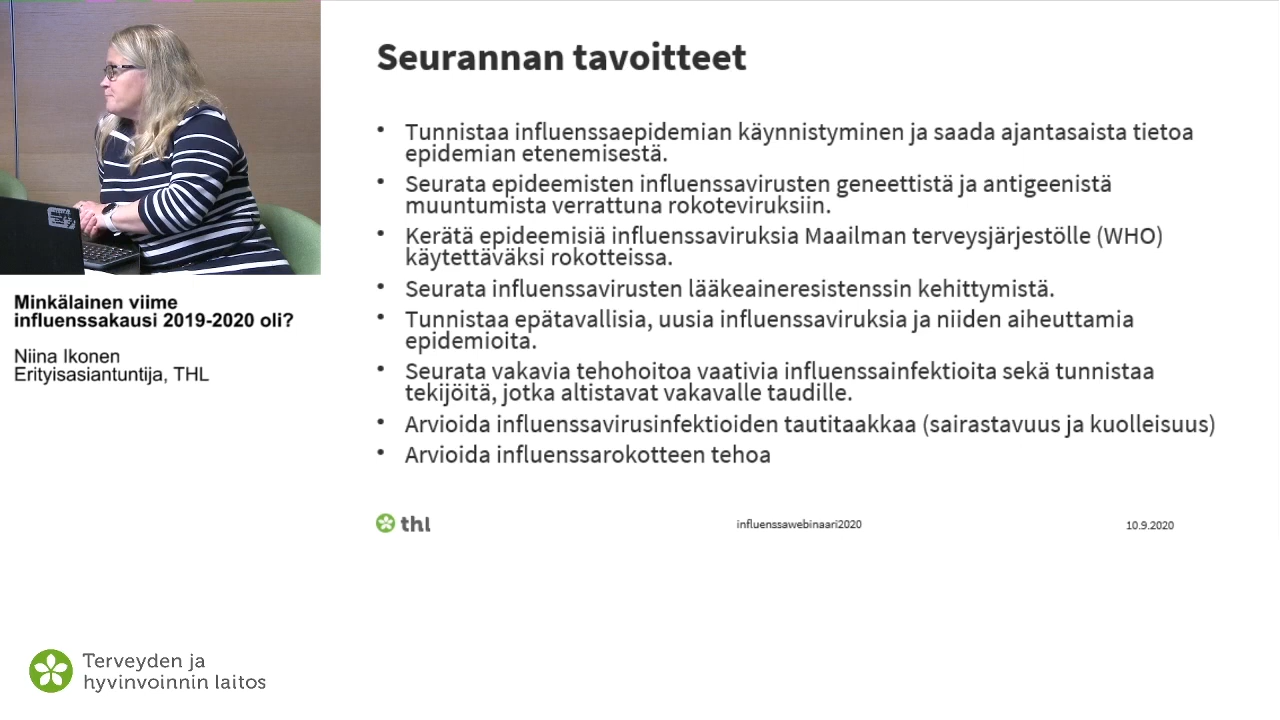 Seurannan tavoitteet
• Tunnistaa influenssaepidemian käynnistyminen ja saada ajantasaista tietoa
epidemian etenemisestä.
• Seurata epideemisten influenssavirusten geneettistä ja antigeenistä
muuntumista verrattuna rokoteviruksiin.
• Kerätä epideemisiä influenssaviruksia Maailman terveysjärjestölle (WHO)
käytettäväksi rokotteissa.
• Seurata influenssavirusten lääkeaineresistenssin kehittymistä.
• Tunnistaa epätavallisia, uusia influenssaviruksia ja niiden aiheuttamia
epidemioita.
• Seurata vakavia tehohoitoa vaativia influenssainfektioita sekä tunnistaa
tekijöitä, jotka altistavat vakavalle taudille.
• Arvioida influenssavirusinfektioiden tautitaakkaa (sairastavuus ja kuolleisuus)
• Arvioida influenssarokotteen tehoa
thl
influenssawebinaari2020
10.9.2020
Minkälainen viime
influenssakausi 2019-2020 oli?
Niina Ikonen
Erityisasiantuntija, THL
Terveyden ja
hyvinvoinnin laitos